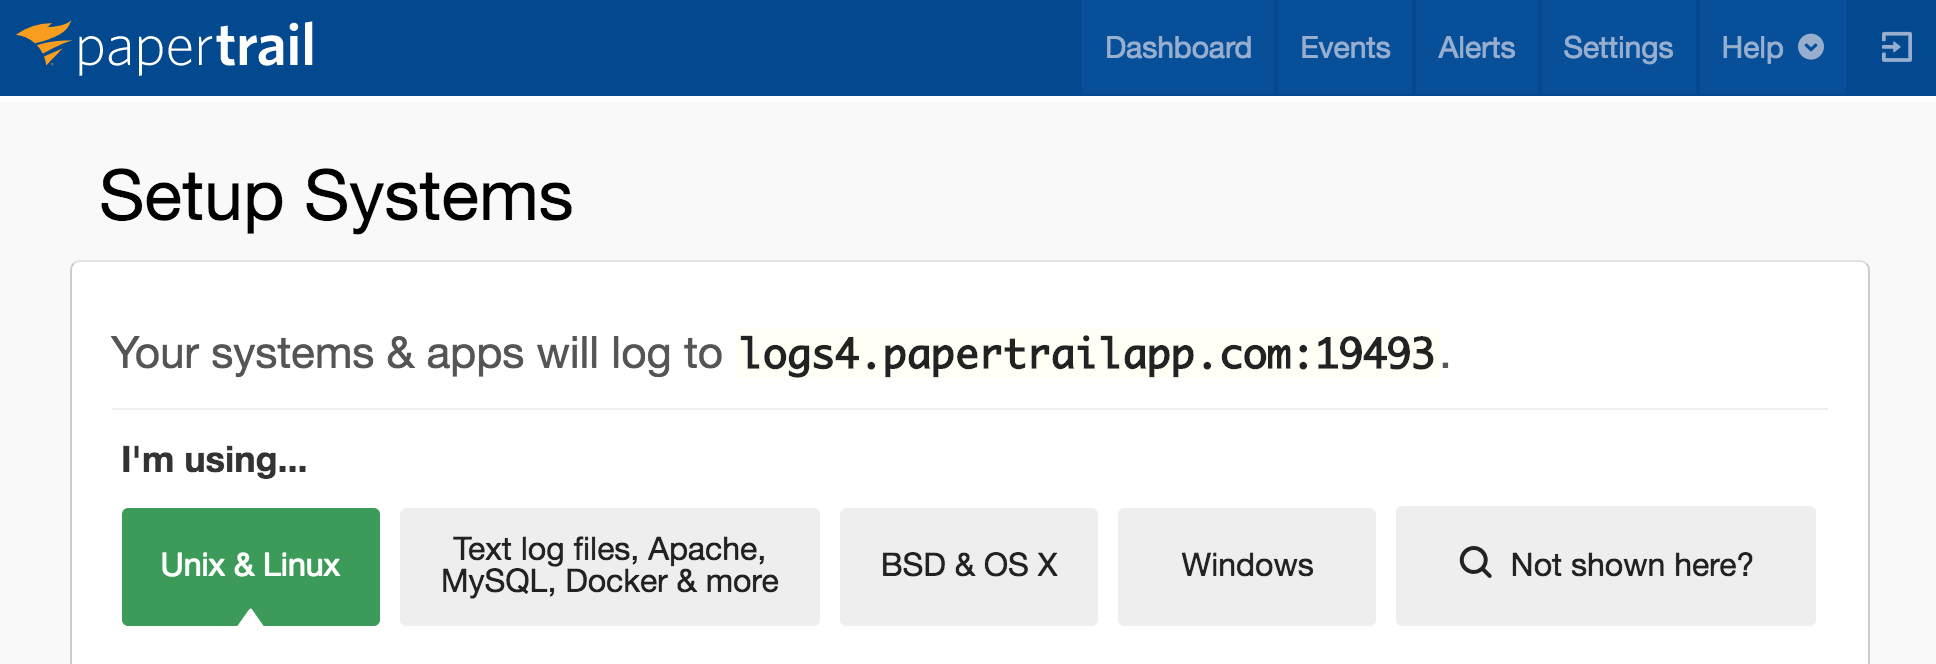 papertrail
Dashboard
Events
Alerts
Settings
Help
Setup Systems
Your systems & apps will log to logs4.papertrailapp.com:19493.
I'm using...
Unix & Linux
Text log files, Apache,
MySQL, Docker & more
BSD & OS X
Windows
Not shown here?